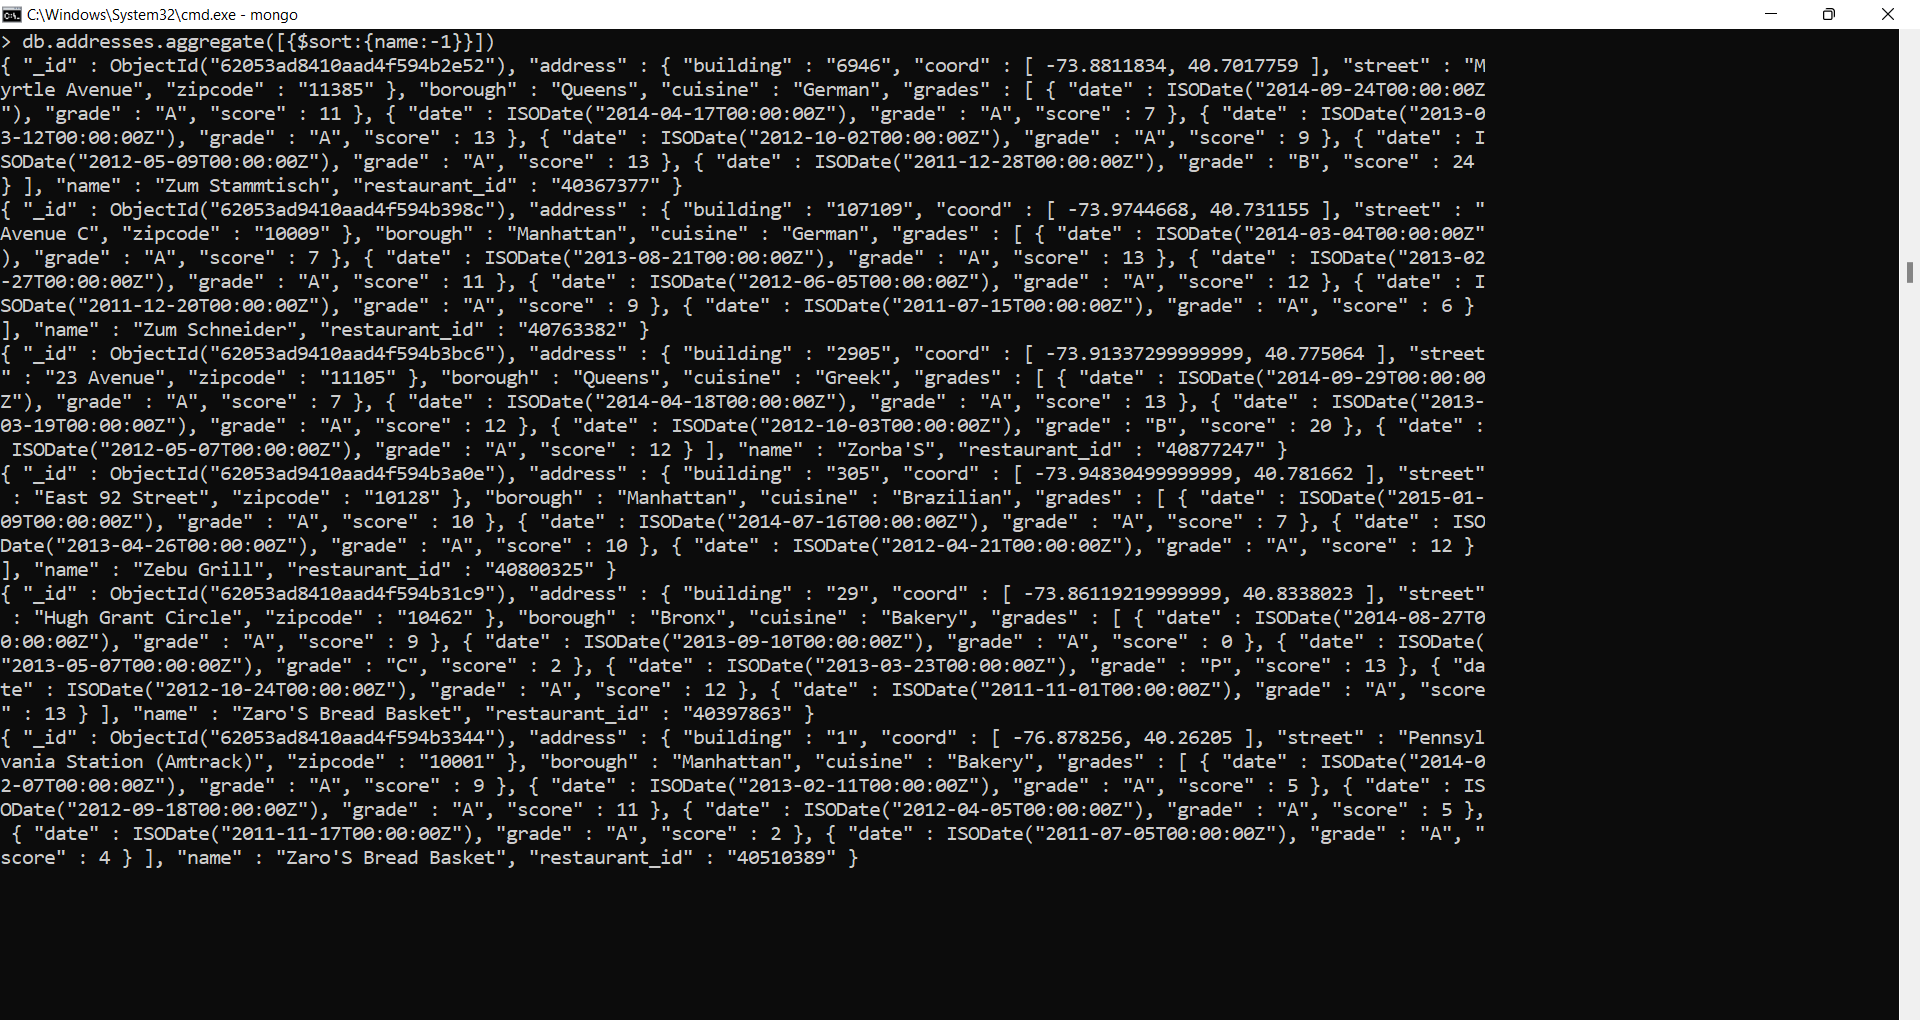 C:\Windows\System32\cmd.exe - mongo
> db.addresses.aggregate([{$sort:{name:-1}}])
{ "_id" : ObjectId("62053ad8410aad4f594b2e52"), "address" : { "building" : "6946", "coord" : [ -73.8811834, 40.7017759 ], "street" : "M
yrtle Avenue", "zipcode" : "11385" }, "borough" : "Queens", "cuisine" : "German", "grades" : [ { "date" : ISODate("2014-09-24T00:00:00Z
"), "grade" : "A", "score" : 11 }, { "date" : ISODate("2014-04-17T00:00:00Z"), "grade" : "A", "score" : 7 }, { "date" : ISODate("2013-0
3-12T00:00:00Z"), "grade" : "A", "score" : 13 }, { "date" : ISODate("2012-10-02T00:00:00Z"), "grade" : "A", "score" : 9 }, { "date" : I
SODate("2012-05-09T00:00:00Z"), "grade" : "A", "score" : 13 }, { "date" : ISODate("2011-12-28T00:00:00Z"), "grade" : "B", "score" : 24
} ], "name" : "Zum Stammtisch", "restaurant_id" : "40367377" }
{ "_id" : ObjectId("62053ad9410aad4f594b398c"), "address" : { "building" : "107109", "coord" : [ -73.9744668, 40.731155 ], "street" : "
Avenue C", "zipcode" : "10009" }, "borough" : "Manhattan", "cuisine" : "German", "grades" : [ { "date" : ISODate("2014-03-04T00:00:00Z"
), "grade" : "A", "score" : 7 }, { "date" : ISODate("2013-08-21T00:00:00Z"), "grade" : "A", "score" : 13 }, { "date" : ISODate("2013-02
-27T00:00:00Z"), "grade" : "A", "score" : 11 }, { "date" : ISODate("2012-06-05T00:00:00Z"), "grade" : "A", "score" : 12 }, { "date" : I
SODate("2011-12-20T00:00:00Z"), "grade" : "A", "score" : 9 }, { "date" : ISODate("2011-07-15T00:00:00Z"), "grade" : "A", "score" : 6 }
], "name" : "Zum Schneider", "restaurant_id" : "40763382" }
{ "_id" : ObjectId("62053ad9410aad4f594b3bc6"), "address" : { "building" : "2905", "coord" : [ -73.91337299999999, 40.775064 ], "street
" : "23 Avenue", "zipcode" : "11105" }, "borough" : "Queens", "cuisine" : "Greek", "grades" : [ { "date" : ISODate("2014-09-29T00:00:00
Z"), "grade" : "A", "score" : 7 }, { "date" : ISODate("2014-04-18T00:00:00Z"), "grade" : "A", "score" : 13 }, { "date" : ISODate("2013-
03-19T00:00:00Z"), "grade" : "A", "score" : 12 }, { "date" : ISODate("2012-10-03T00:00:00Z"), "grade" : "B", "score" : 20 }, { "date" :
 ISODate("2012-05-07T00:00:00Z"), "grade" : "A", "score" : 12 } ], "name" : "Zorba'S", "restaurant_id" : "40877247" }
{ "_id" : ObjectId("62053ad9410aad4f594b3a0e"), "address" : { "building" : "305", "coord" : [ -73.94830499999999, 40.781662 ], "street"
 : "East 92 Street", "zipcode" : "10128" }, "borough" : "Manhattan", "cuisine" : "Brazilian", "grades" : [ { "date" : ISODate("2015-01-
09T00:00:00Z"), "grade" : "A", "score" : 10 }, { "date" : ISODate("2014-07-16T00:00:00Z"), "grade" : "A", "score" : 7 }, { "date" : ISO
Date("2013-04-26T00:00:00Z"), "grade" : "A", "score" : 10 }, { "date" : ISODate("2012-04-21T00:00:00Z"), "grade" : "A", "score" : 12 }
], "name" : "Zebu Grill", "restaurant_id" : "40800325" }
{ "_id" : ObjectId("62053ad8410aad4f594b31c9"), "address" : { "building" : "29", "coord" : [ -73.86119219999999, 40.8338023 ], "street"
 : "Hugh Grant Circle", "zipcode" : "10462" }, "borough" : "Bronx", "cuisine" : "Bakery", "grades" : [ { "date" : ISODate("2014-08-27T0
0:00:00Z"), "grade" : "A", "score" : 9 }, { "date" : ISODate("2013-09-10T00:00:00Z"), "grade" : "A", "score" : 0 }, { "date" : ISODate(
"2013-05-07T00:00:00Z"), "grade" : "C", "score" : 2 }, { "date" : ISODate("2013-03-23T00:00:00Z"), "grade" : "P", "score" : 13 }, { "da
te" : ISODate("2012-10-24T00:00:00Z"), "grade" : "A", "score" : 12 }, { "date" : ISODate("2011-11-01T00:00:00Z"), "grade" : "A", "score
" : 13 } ], "name" : "Zaro'S Bread Basket", "restaurant_id" : "40397863" }
{ "_id" : ObjectId("62053ad8410aad4f594b3344"), "address" : { "building" : "1", "coord" : [ -76.878256, 40.26205 ], "street" : "Pennsyl
vania Station (Amtrack)", "zipcode" : "10001" }, "borough" : "Manhattan", "cuisine" : "Bakery", "grades" : [ { "date" : ISODate("2014-0
2-07T00:00:00Z"), "grade" : "A", "score" : 9 }, { "date" : ISODate("2013-02-11T00:00:00Z"), "grade" : "A", "score" : 5 }, { "date" : IS
ODate("2012-09-18T00:00:00Z"), "grade" : "A", "score" : 11 }, { "date" : ISODate("2012-04-05T00:00:00Z"), "grade" : "A", "score" : 5 },
 { "date" : ISODate("2011-11-17T00:00:00Z"), "grade" : "A", "score" : 2 }, { "date" : ISODate("2011-07-05T00:00:00Z"), "grade" : "A", "
score" : 4 } ], "name" : "Zaro'S Bread Basket", "restaurant_id" : "40510389" }